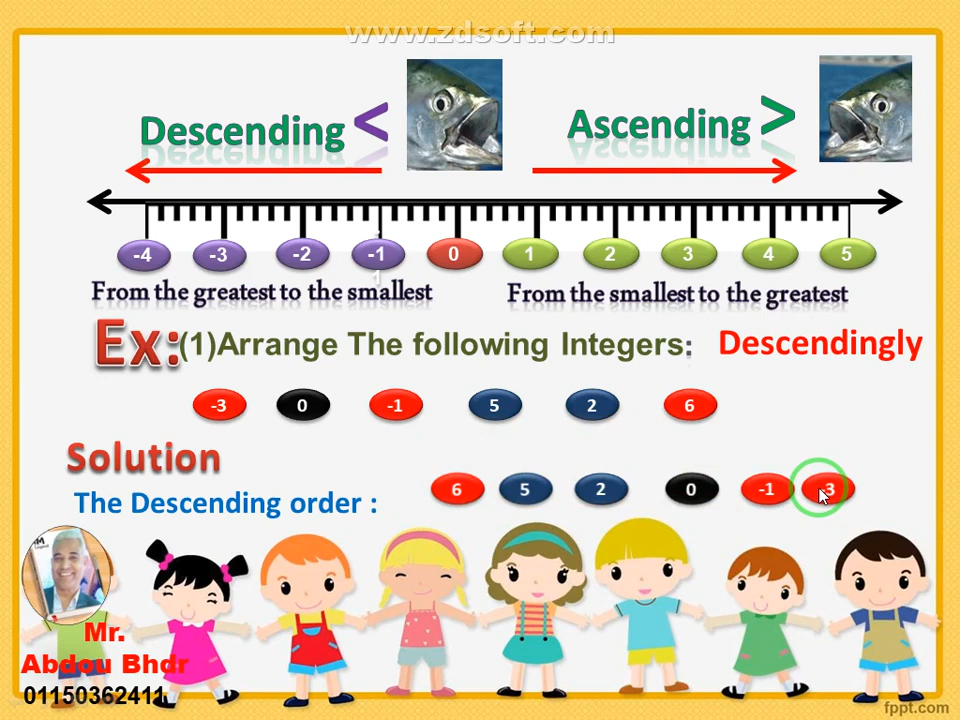 www.zdsoft.com
Descending <
Ascending >
-4 -3 -2 -1 0 1 2 3 4 5
1
From the greatest to the smallest
From the smallest to the greatest
Ex: (1)Arrange The following Integers: Descendingly
-3 0 -1 5 2 6
Solution
The Descending order : 6 5 2 0 -1 -3
Mr.
Abdou Bhdr
01150362411
fppt.com